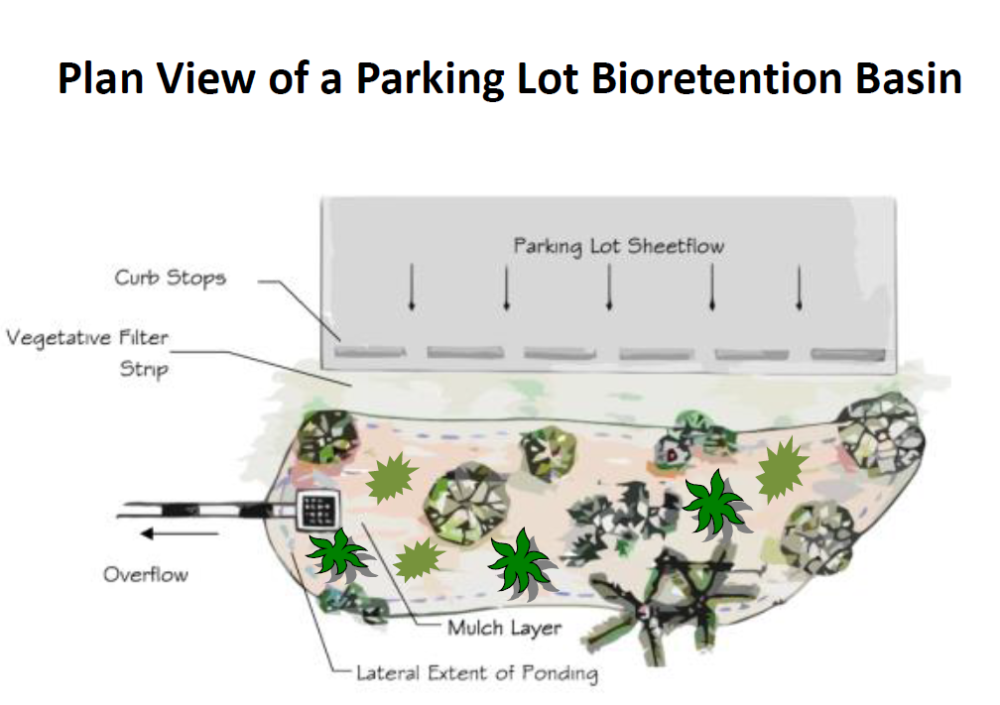 Plan View of a Parking Lot Bioretention Basin
Parking Lot Sheetflow
Curb Stops
Vegetative Filter
Strip
Overflow
Mulch Layer
Lateral Extent of Ponding